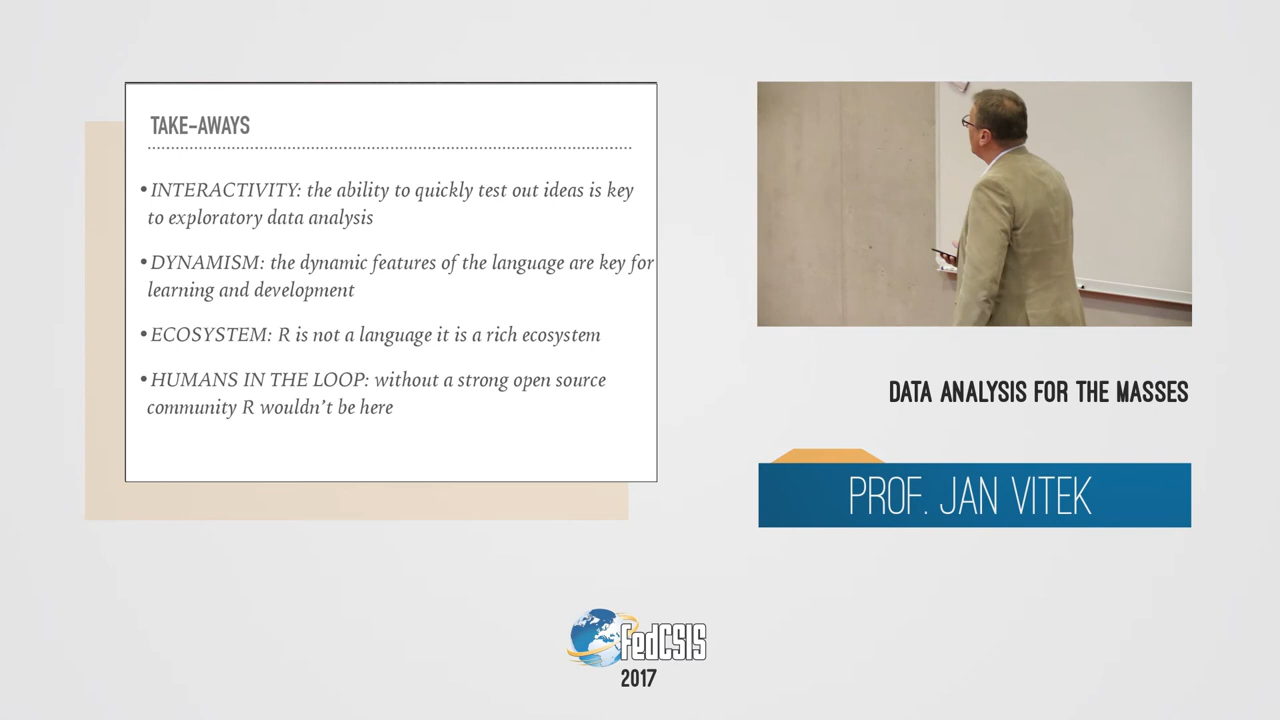 TAKE-AWAYS
•INTERACTIVITY: the ability to quickly test out ideas is key
to exploratory data analysis
•DYNAMISM: the dynamic features of the language are key for
learning and development
•ECOSYSTEM: R is not a language it is a rich ecosystem
•HUMANS IN THE LOOP: without a strong open source
community R wouldn't be here
DATA ANALYSIS FOR THE MASSES
PROF. JAN VITEK
FedCSIS
2017